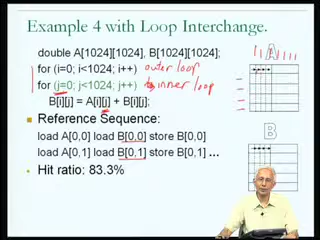 Example 4 with Loop Interchange.
double A[1024][1024], B[1024][1024];
for (i=0; i<1024; i++) outer loop
for (j=0; j<1024; j++) inner loop
B[i][j] = A[i][j] + B[i][j];
A
Reference Sequence:
load A[0,0] load B[0,0] store B[0,0]
load A[0,1] load B[0,1] store B[0,1] ...
B
Hit ratio: 83.3%